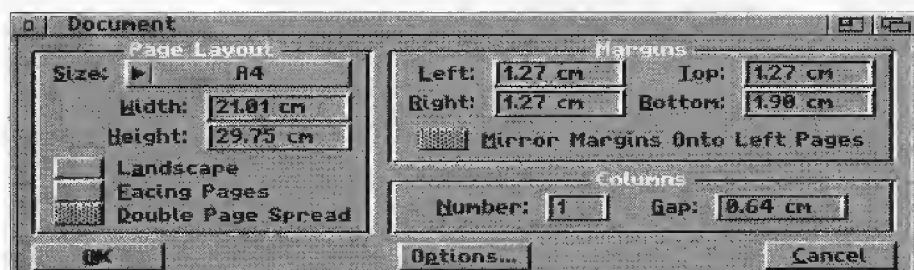 Document
Page Layout
Size: A4
Width: 21.01 cm
Height: 29.75 cm
Landscape
Facing Pages
Double Page Spread
Margins
Left: 1.27 cm Top: 1.27 cm
Right: 1.27 cm Bottom: 1.90 cm
Mirror Margins Onto Left Pages
Columns
Number: 1 Gap: 0.64 cm
OK Options... Cancel